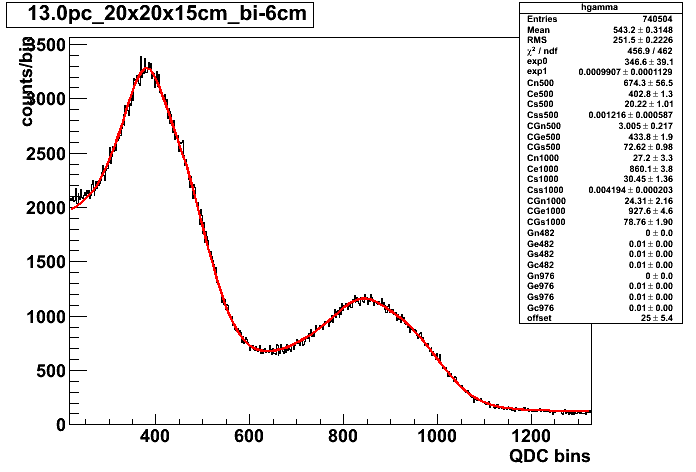 13.0pc_20x20x15cm_bi-6cm
hgamma
Entries 740504
Mean 543.2 ± 0.3148
RMS 251.5 ± 0.2226
χ² / ndf 456.9 / 462
exp0 346.6 ± 39.1
exp1 0.0009907 ± 0.0001129
Cn500 674.3 ± 56.5
Ce500 402.8 ± 1.3
Cs500 20.22 ± 1.01
Css500 0.001216 ± 0.000587
CGn500 3.005 ± 0.217
CGe500 433.8 ± 1.9
CGs500 72.62 ± 0.98
Cn1000 27.2 ± 3.3
Ce1000 860.1 ± 3.8
Cs1000 30.45 ± 1.36
Css1000 0.004194 ± 0.000203
CGn1000 24.31 ± 2.16
CGe1000 927.6 ± 4.6
CGs1000 78.76 ± 1.90
Gn482 0 ± 0.0
Ge482 0.01 ± 0.00
Gs482 0.01 ± 0.00
Gc482 0.01 ± 0.00
Gn976 0 ± 0.0
Ge976 0.01 ± 0.00
Gs976 0.01 ± 0.00
Gc976 0.01 ± 0.00
offset 25 ± 5.4
counts/bin
3500
3000
2500
2000
1500
1000
500
0
400 600 800 1000 1200
QDC bins